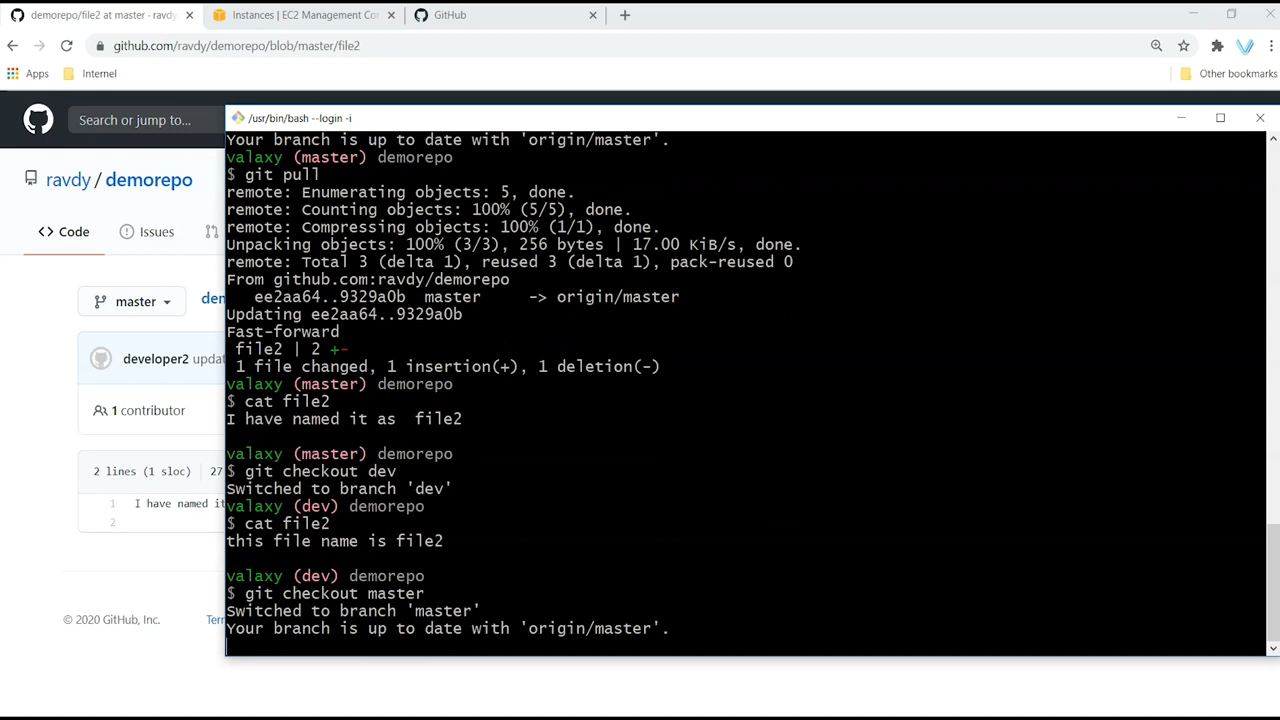 demorepo/file2 at master · ravdy
Instances | EC2 Management Co
GitHub
github.com/ravdy/demorepo/blob/master/file2
Apps
Internel
Other bookmarks
Search or jump to...
/usr/bin/bash --login -i
ravdy / demorepo
Code
Issues
master
dem
developer2 upda
1 contributor
2 lines (1 sloc)
27
1 I have named it
2
© 2020 GitHub, Inc.
Terr
Your branch is up to date with 'origin/master'.
valaxy (master) demorepo
$ git pull
remote: Enumerating objects: 5, done.
remote: Counting objects: 100% (5/5), done.
remote: Compressing objects: 100% (1/1), done.
Unpacking objects: 100% (3/3), 256 bytes | 17.00 KiB/s, done.
remote: Total 3 (delta 1), reused 3 (delta 1), pack-reused 0
From github.com:ravdy/demorepo
ee2aa64..9329a0b  master     -> origin/master
Updating ee2aa64..9329a0b
Fast-forward
file2 | 2 +-
1 file changed, 1 insertion(+), 1 deletion(-)
valaxy (master) demorepo
$ cat file2
I have named it as  file2
valaxy (master) demorepo
$ git checkout dev
Switched to branch 'dev'
valaxy (dev) demorepo
$ cat file2
this file name is file2
valaxy (dev) demorepo
$ git checkout master
Switched to branch 'master'
Your branch is up to date with 'origin/master'.